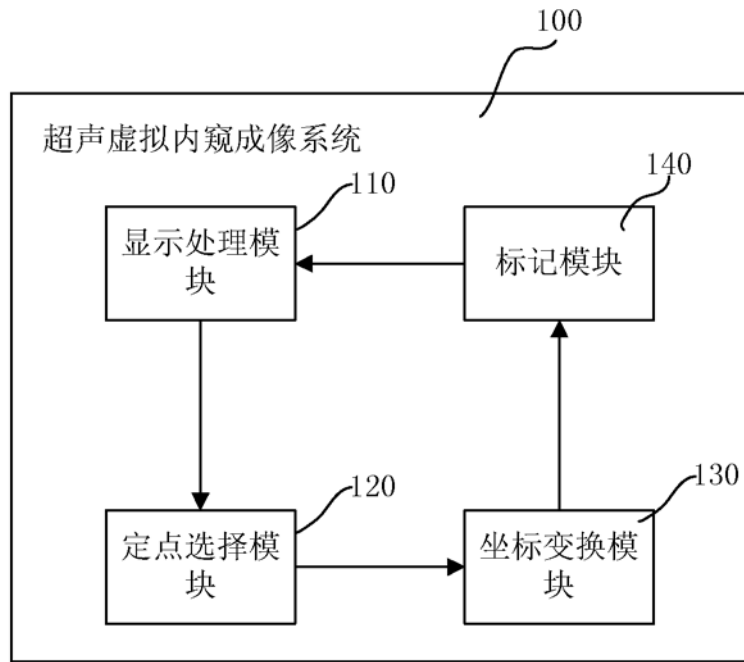 100
超声虚拟内窥成像系统
110
140
显示处理模
块
标记模块
120
130
定点选择模
块
坐标变换模
块